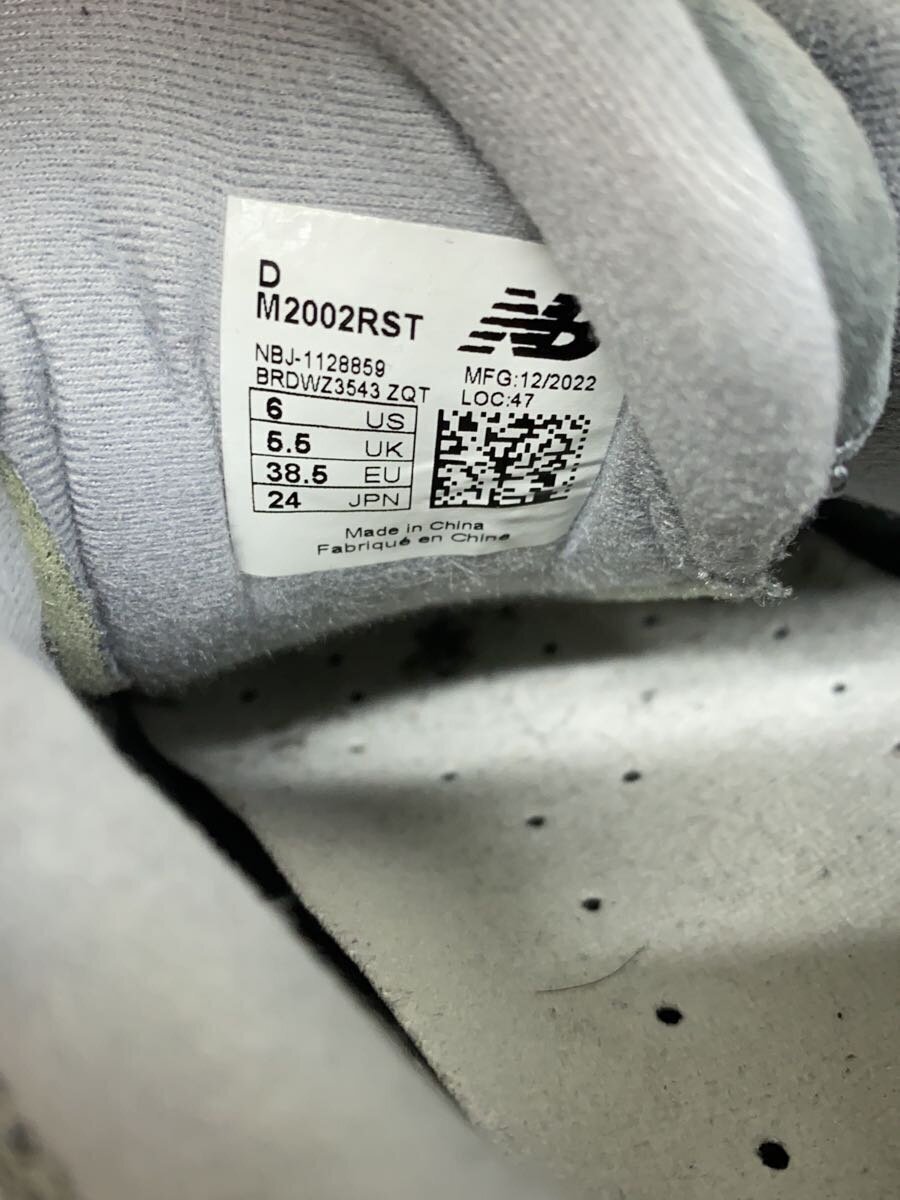 D
M2002RST
NBJ-1128859
BRDWZ3543 ZQT
NB
MFG:12/2022
LOC:47
6 US
5.5 UK
38.5 EU
24 JPN
Made in China
Fabriqué en Chine